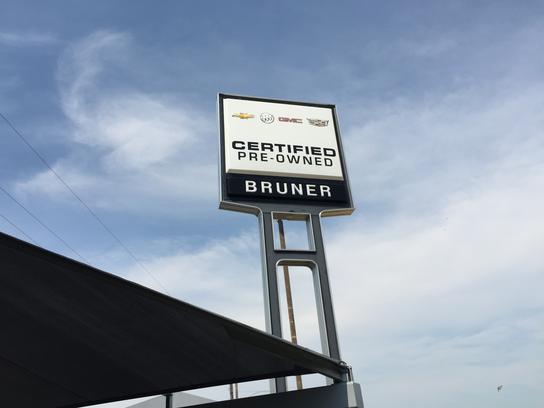 GMC
CERTIFIED
PRE-OWNED
BRUNER